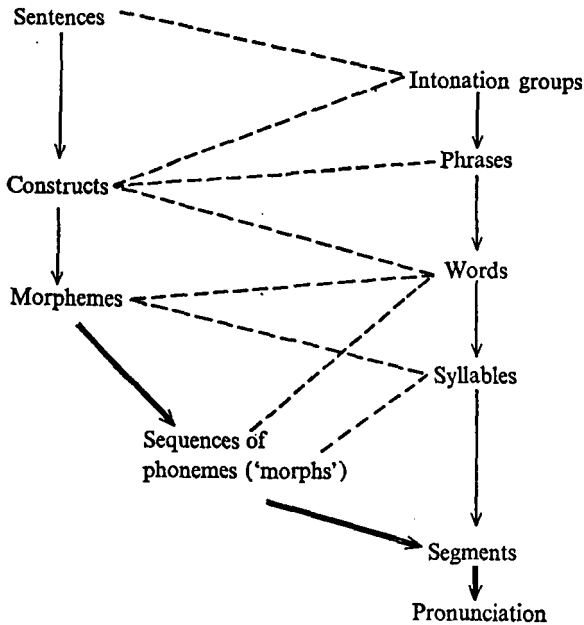 Sentences
Intonation groups
Phrases
Constructs
Words
Morphemes
Syllables
Sequences of
phonemes (‘morphs’)
Segments
Pronunciation